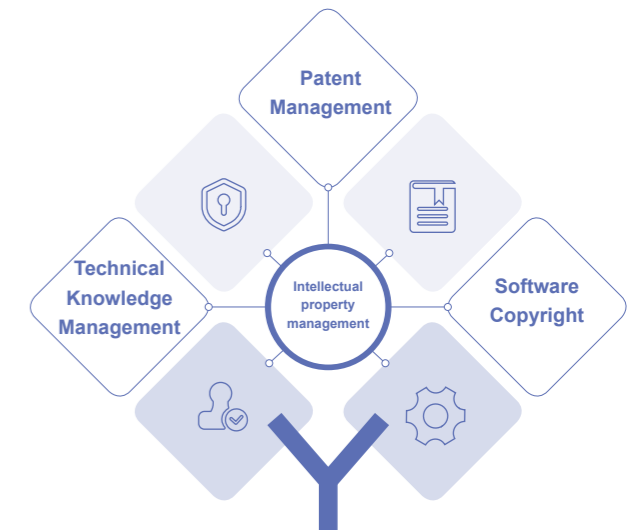 Patent
Management
Technical
Knowledge
Management
Intellectual
property
management
Software
Copyright